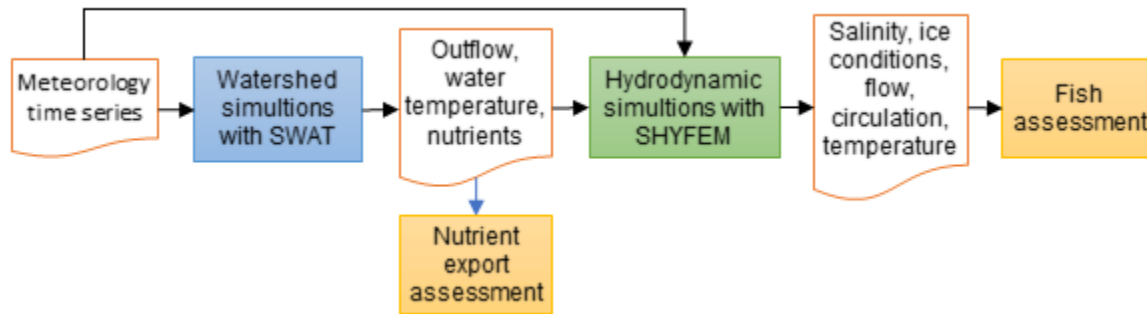 Meteorology
time series
Watershed
simultions
with SWAT
Outflow,
water
temperature,
nutrients
Nutrient
export
assessment
Hydrodynamic
simultions with
SHYFEM
Salinity, ice
conditions,
flow,
circulation,
temperature
Fish
assessment